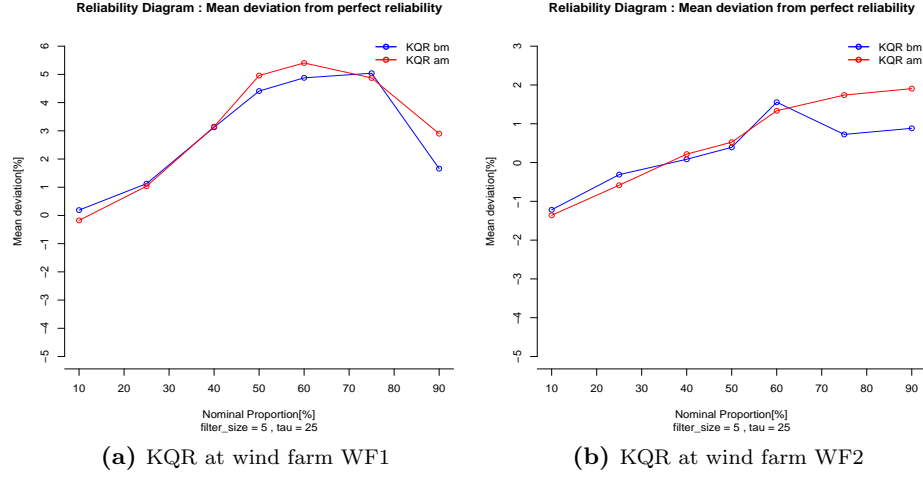 Reliability Diagram : Mean deviation from perfect reliability
KQR bm
KQR am
Mean deviation[%]
6
5
4
3
2
1
0
−1
−2
−3
−4
−5
10 20 30 40 50 60 70 80 90
Nominal Proportion[%]
filter_size = 5 , tau = 25
(a) KQR at wind farm WF1
Reliability Diagram : Mean deviation from perfect reliability
KQR bm
KQR am
Mean deviation[%]
3
2
1
0
−1
−2
−3
−4
−5
10 20 30 40 50 60 70 80 90
Nominal Proportion[%]
filter_size = 5 , tau = 25
(b) KQR at wind farm WF2